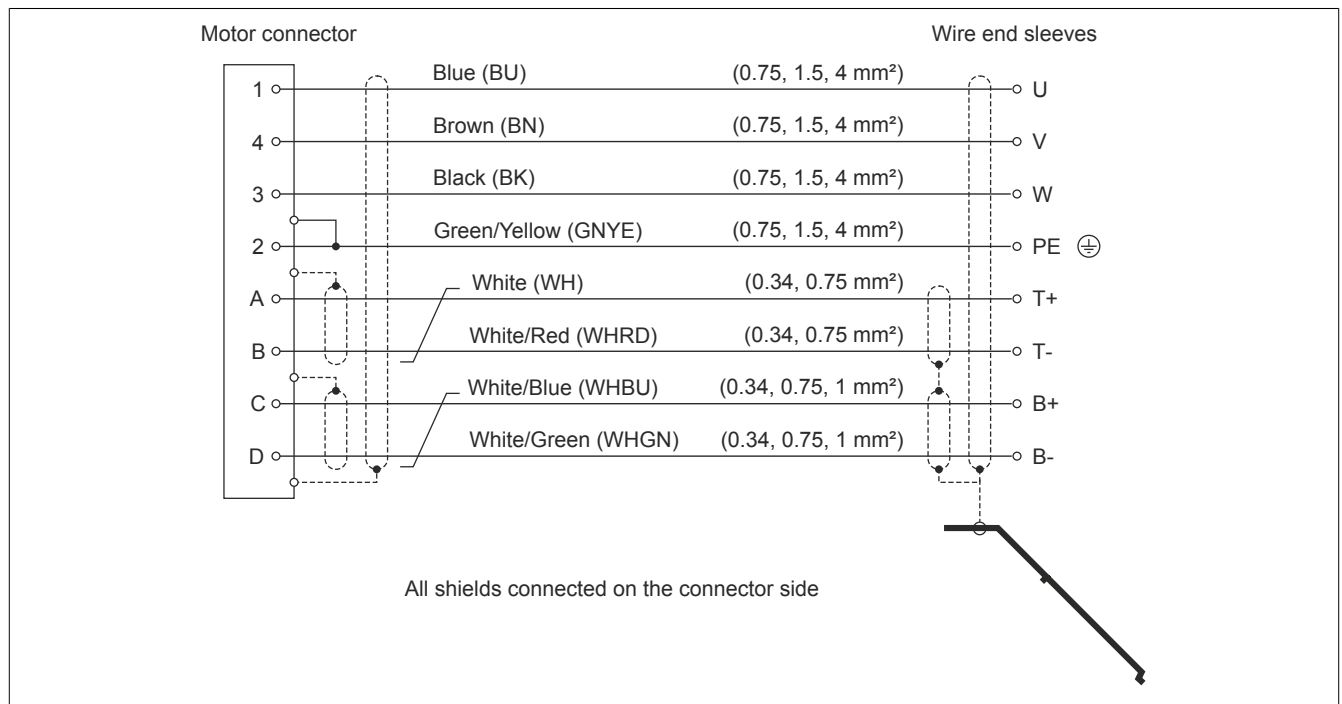 Motor connector Wire end sleeves
1 Blue (BU) (0.75, 1.5, 4 mm²) U
4 Brown (BN) (0.75, 1.5, 4 mm²) V
3 Black (BK) (0.75, 1.5, 4 mm²) W
2 Green/Yellow (GNYE) (0.75, 1.5, 4 mm²) PE
A White (WH) (0.34, 0.75 mm²) T+
B White/Red (WHRD) (0.34, 0.75 mm²) T-
C White/Blue (WHBU) (0.34, 0.75, 1 mm²) B+
D White/Green (WHGN) (0.34, 0.75, 1 mm²) B-
All shields connected on the connector side